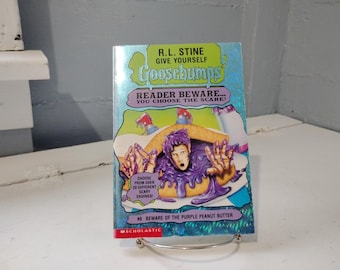 R.L. STINE
GIVE YOURSELF
Goosebumps
READER BEWARE...
YOU CHOOSE THE SCARE!
CHOOSE
FROM OVER
20 DIFFERENT
SCARY
ENDINGS!
#6 BEWARE OF THE PURPLE PEANUT BUTTER
SCHOLASTIC